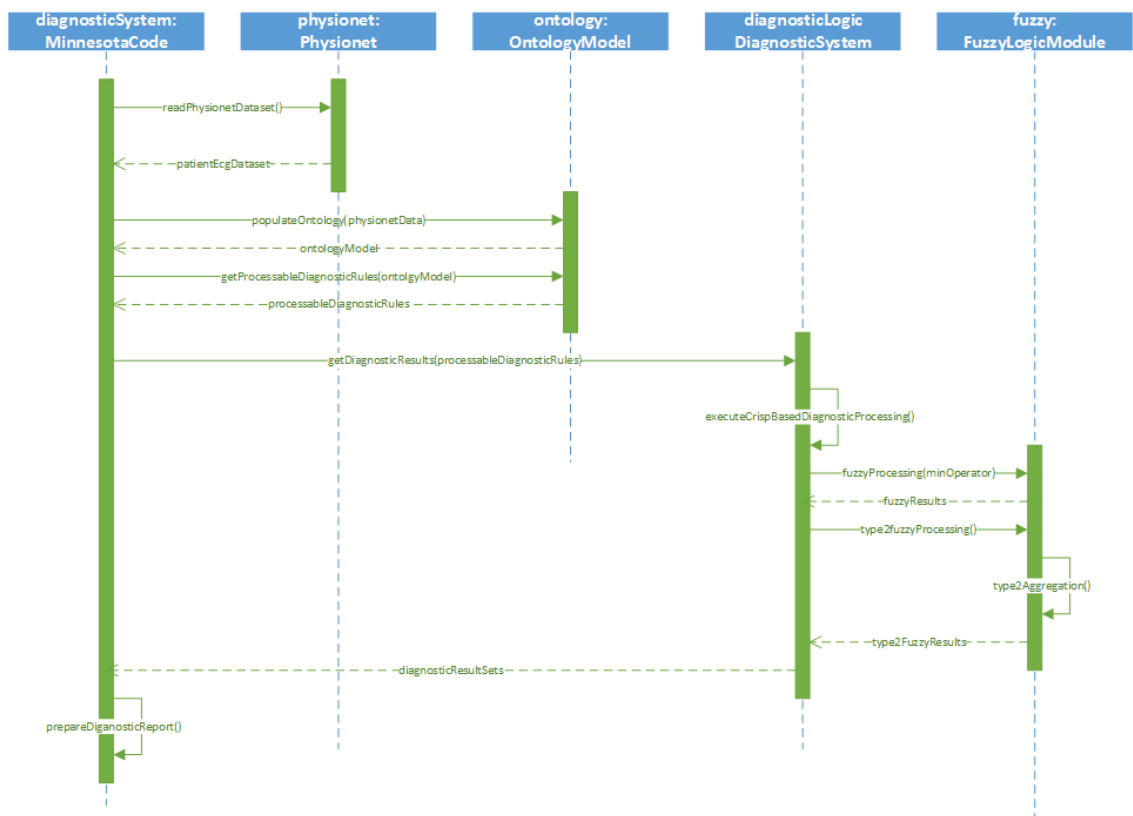 diagnosticSystem:
MinnesotaCode
physionet:
Physionet
ontology:
OntologyModel
diagnosticLogic
DiagnosticSystem
fuzzy:
FuzzyLogicModule
readPhysionetDataset()
patientEcgDataset
populateOntology(physionetData)
ontologyModel
getProcessableDiagnosticRules(ontolgyModel)
processableDiagnosticRules
getDiagnosticResults(processableDiagnosticRules)
executeCrispBasedDiagnosticProcessing()
fuzzyProcessing(minOperator)
fuzzyResults
type2fuzzyProcessing()
type2Aggregation()
type2FuzzyResults
diagnosticResultSets
prepareDiganosticReport()